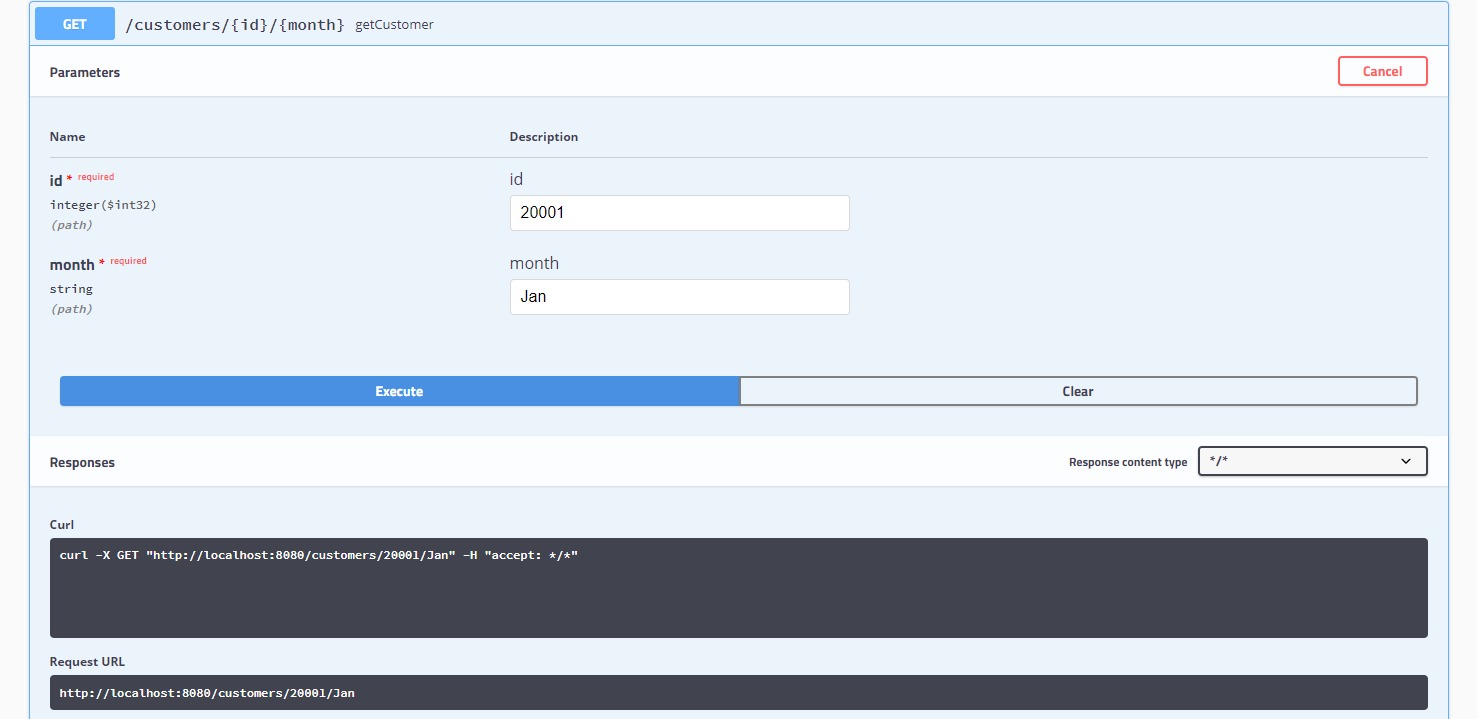 GET /customers/{id}/{month} getCustomer
Parameters Cancel
Name Description
id * required id
integer($int32) 20001
(path)
month * required month
string Jan
(path)
Execute Clear
Responses Response content type */*
Curl
curl -X GET "http://localhost:8080/customers/20001/Jan" -H "accept: */*"
Request URL
http://localhost:8080/customers/20001/Jan